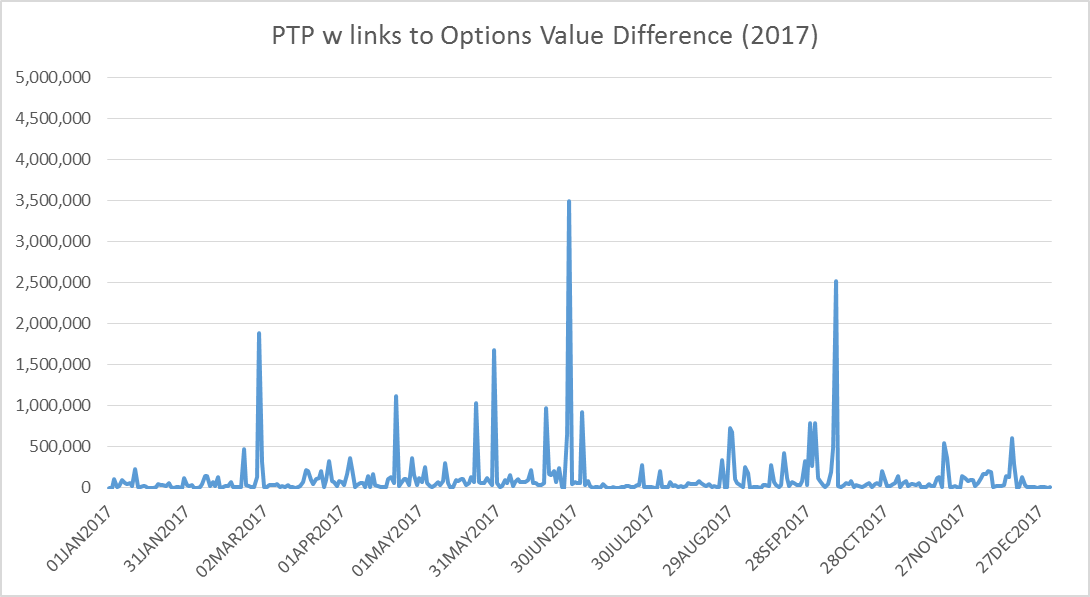 PTP w links to Options Value Difference (2017)
5,000,000
4,500,000
4,000,000
3,500,000
3,000,000
2,500,000
2,000,000
1,500,000
1,000,000
500,000
0
01JAN2017
31JAN2017
02MAR2017
01APR2017
01MAY2017
31MAY2017
30JUN2017
30JUL2017
29AUG2017
28SEP2017
28OCT2017
27NOV2017
27DEC2017